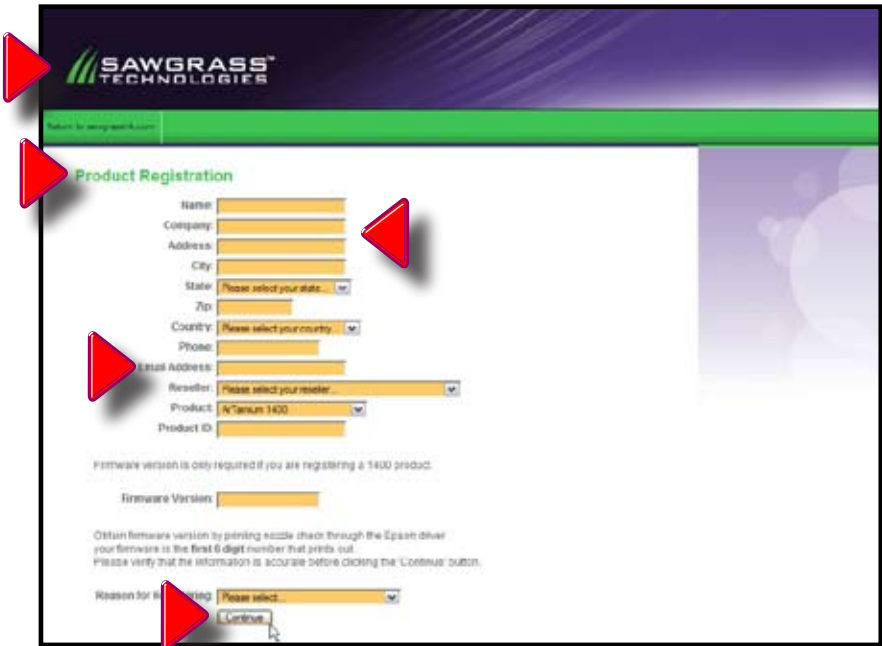 SAWGRASS™
TECHNOLOGIES
Return to sawgrassink.com
Product Registration
Name:
Company:
Address:
City:
State: Please select your state...
Zip:
Country: Please select your country...
Phone:
Email Address:
Reseller: Please select your reseller...
Product: ArTainium 1400
Product ID:
Firmware version is only required if you are registering a 1400 product.
Firmware Version:
Obtain firmware version by printing nozzle check through the Epson driver
your firmware is the first 6 digit number that prints out.
Please verify that the information is accurate before clicking the 'Continue' button.
Reason for Registering: Please select...
Continue